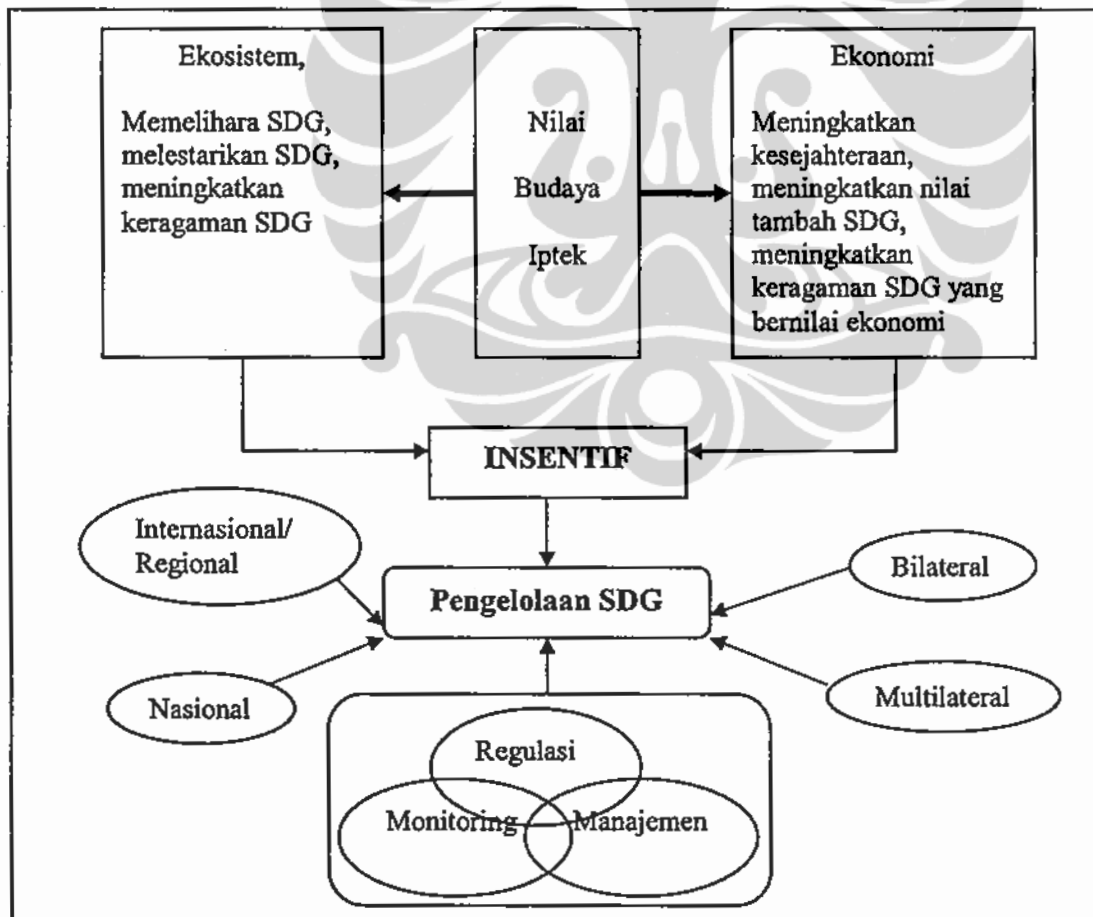 Ekosistem,
Memelihara SDG,
melestarikan SDG,
meningkatkan
keragaman SDG
Nilai
Budaya
Iptek
Ekonomi
Meningkatkan
kesejahteraan,
meningkatkan nilai
tambah SDG,
meningkatkan
keragaman SDG yang
bernilai ekonomi
INSENTIF
Internasional/
Regional
Bilateral
Pengelolaan SDG
Nasional
Multilateral
Regulasi
Monitoring
Manajemen